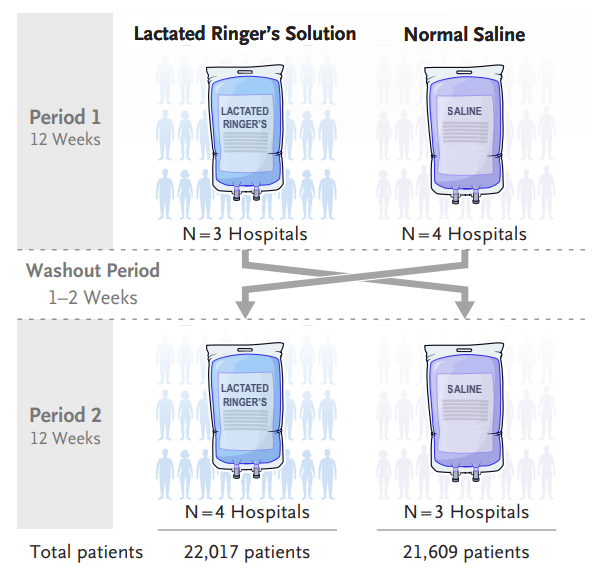 Lactated Ringer’s Solution
Normal Saline
Period 1
12 Weeks
LACTATED
RINGER'S
SALINE
N=3 Hospitals
N=4 Hospitals
Washout Period
1–2 Weeks
Period 2
12 Weeks
LACTATED
RINGER'S
SALINE
N=4 Hospitals
N=3 Hospitals
Total patients
22,017 patients
21,609 patients